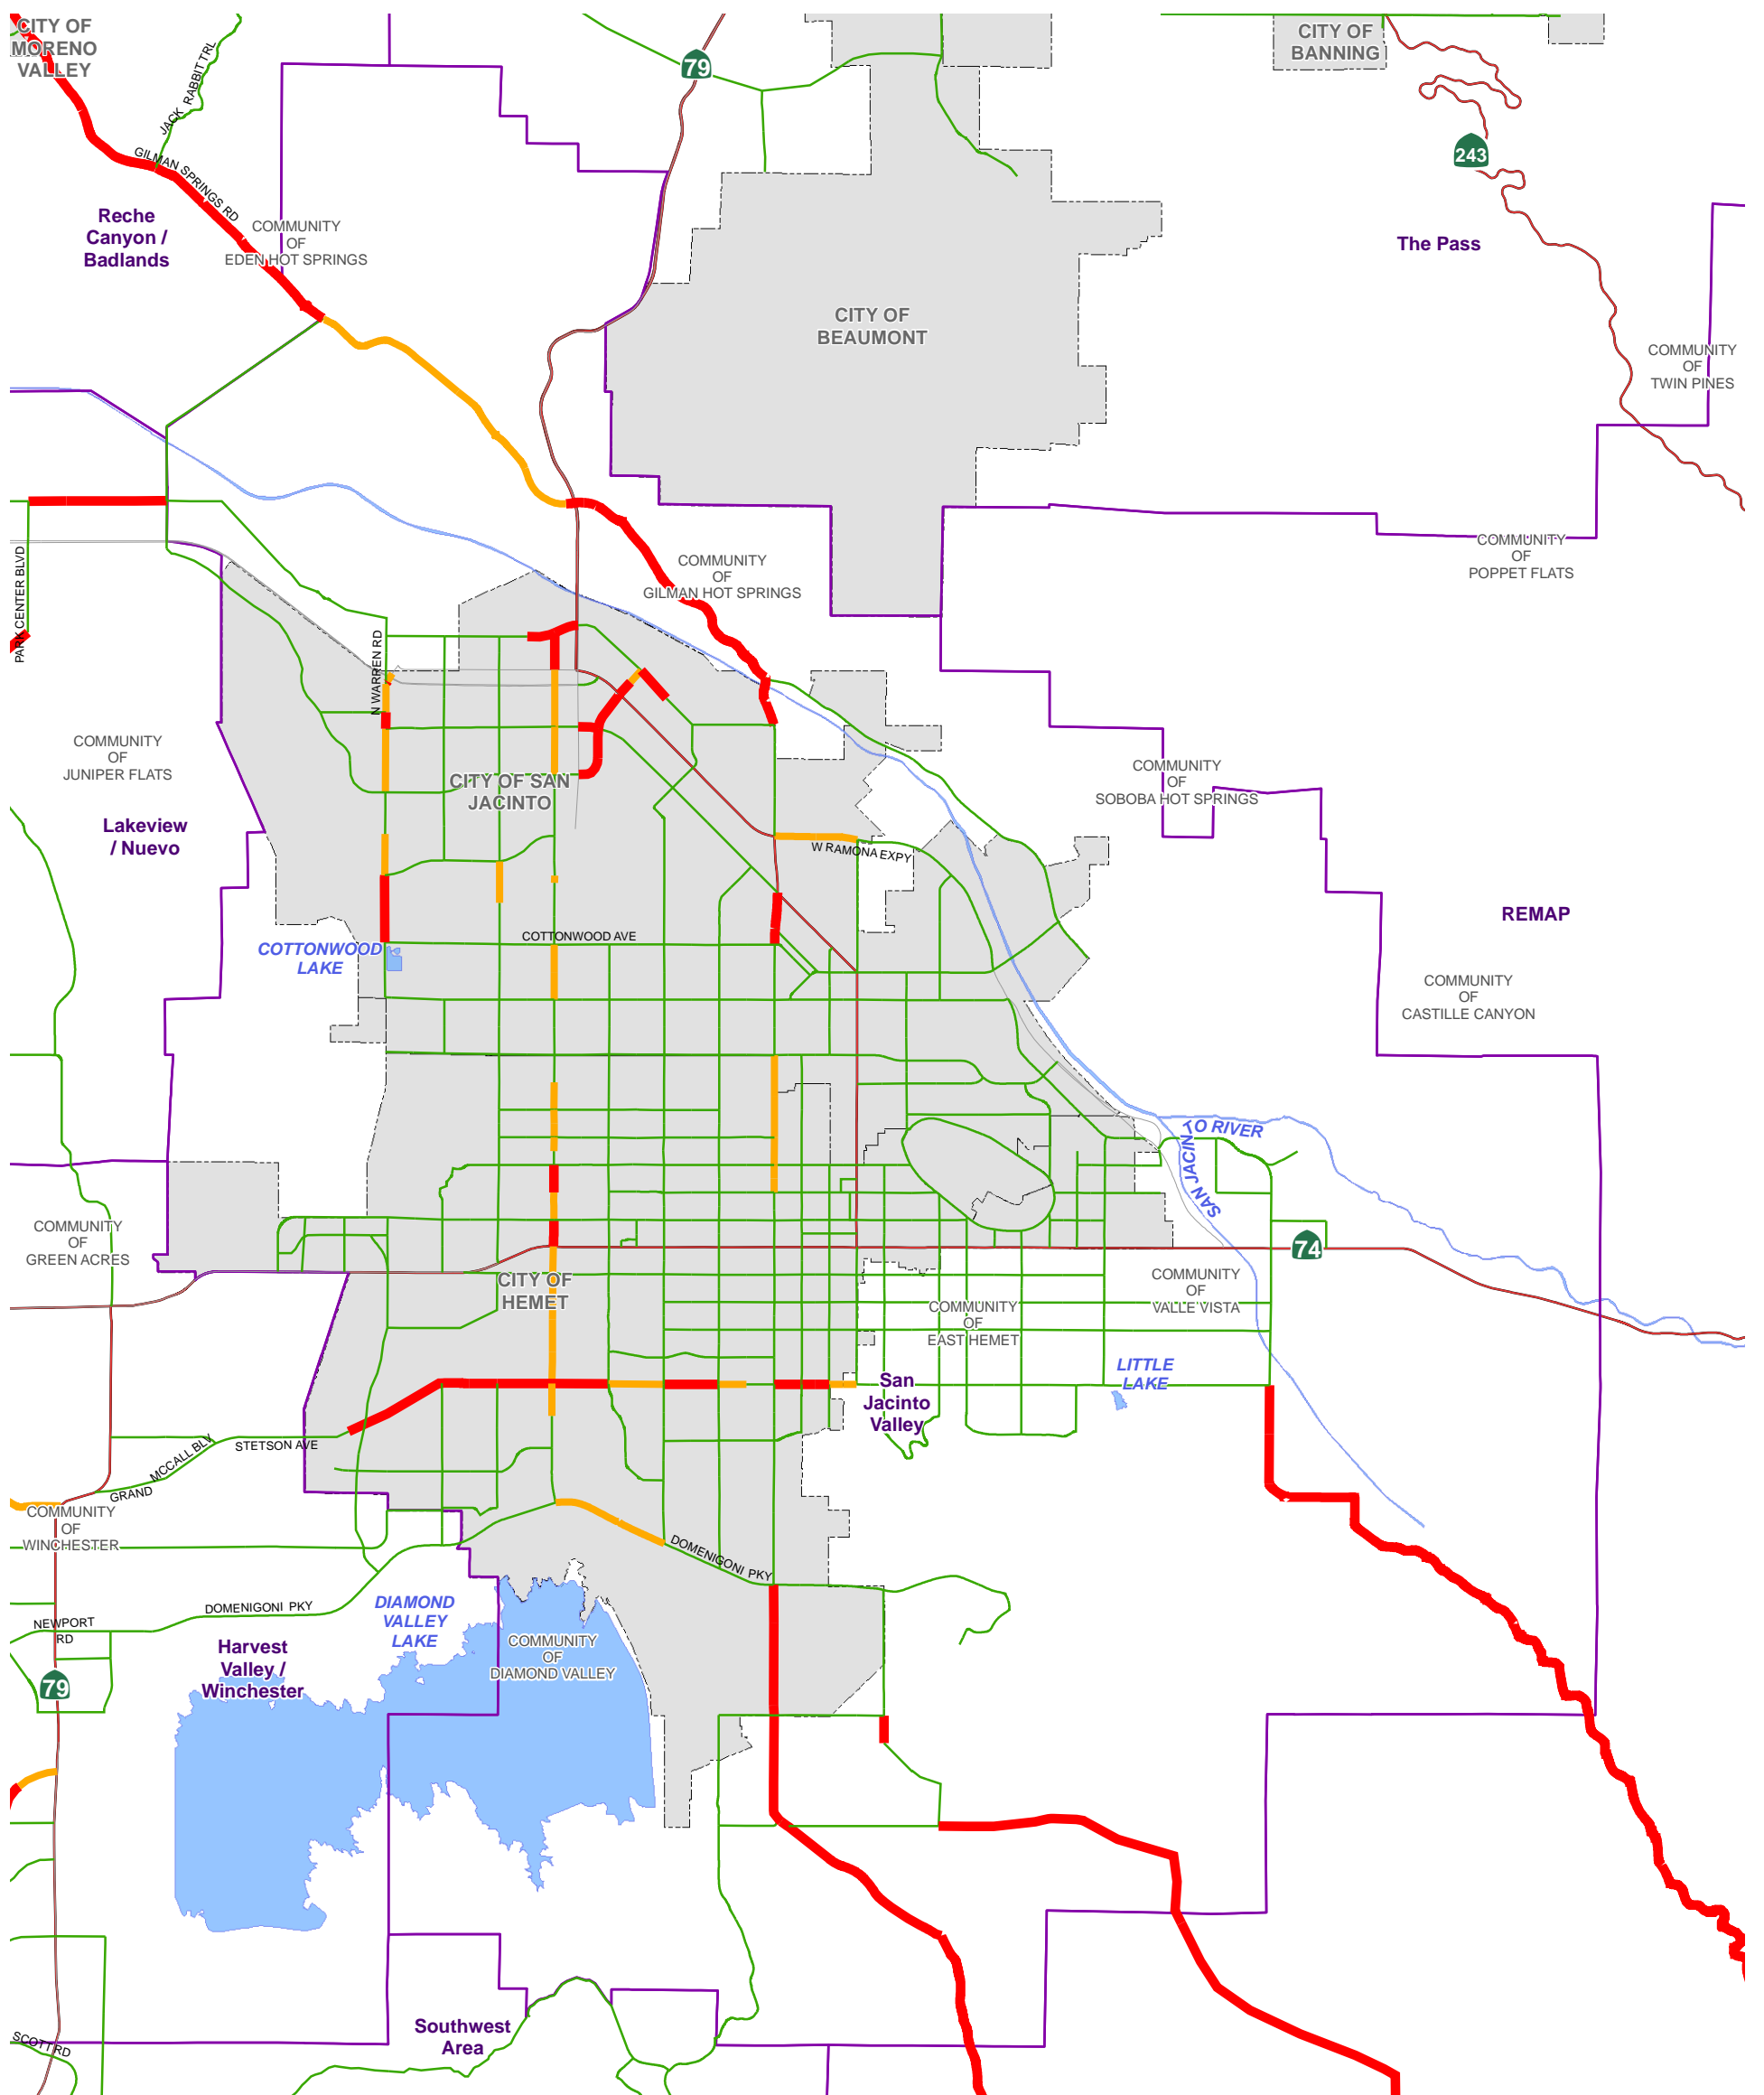 CITY OF
MORENO
VALLEY
JACK RABBIT TRL
79
CITY OF
BANNING
243
GILMAN SPRINGS RD
Reche
Canyon /
Badlands
COMMUNITY
OF
EDEN HOT SPRINGS
The Pass
CITY OF
BEAUMONT
COMMUNITY
OF
TWIN PINES
PARK CENTER BLVD
COMMUNITY
OF
GILMAN HOT SPRINGS
COMMUNITY
OF
POPPET FLATS
N WARREN RD
COMMUNITY
OF
JUNIPER FLATS
CITY OF SAN
JACINTO
COMMUNITY
OF
SOBOBA HOT SPRINGS
Lakeview
/ Nuevo
W RAMONA EXPY
REMAP
COTTONWOOD AVE
COTTONWOOD
LAKE
COMMUNITY
OF
CASTILLE CANYON
SAN JACINTO RIVER
COMMUNITY
OF
GREEN ACRES
74
CITY OF
HEMET
COMMUNITY
OF
VALLE VISTA
COMMUNITY
OF
EAST HEMET
LITTLE
LAKE
San
Jacinto
Valley
STETSON AVE
GRAND
MCCALL BLV
COMMUNITY
OF
WINCHESTER
DOMENIGONI PKY
DOMENIGONI PKY
DIAMOND
VALLEY
LAKE
NEWPORT
RD
COMMUNITY
OF
DIAMOND VALLEY
Harvest
Valley /
Winchester
79
Southwest
Area
SCOTT RD